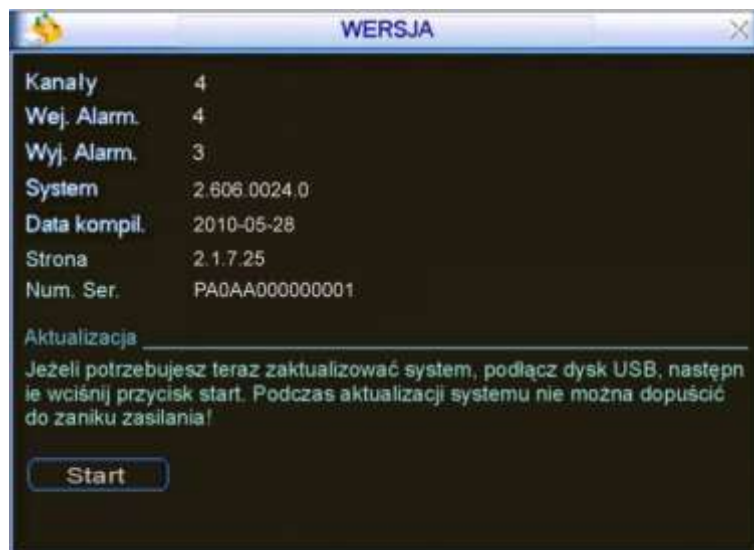 WERSJA
Kanały 4
Wej. Alarm. 4
Wyj. Alarm. 3
System 2.606.0024.0
Data kompil. 2010-05-28
Strona 2.1.7.25
Num. Ser. PA0AA000000001
Aktualizacja
Jeżeli potrzebujesz teraz zaktualizować system, podłącz dysk USB, następn
ie wciśnij przycisk start. Podczas aktualizacji systemu nie można dopuścić
do zaniku zasilania!
Start